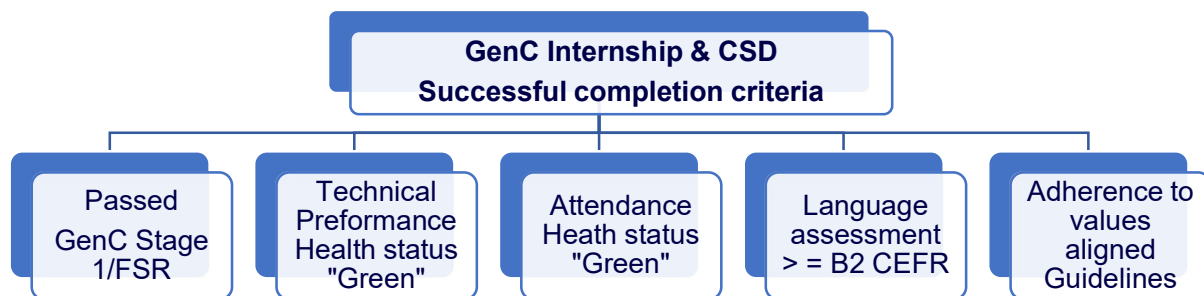 GenC Internship & CSD
Successful completion criteria
Passed
GenC Stage
1/FSR
Technical
Preformance
Health status
"Green"
Attendance
Heath status
"Green"
Language
assessment
> = B2 CEFR
Adherence to
values
aligned
Guidelines